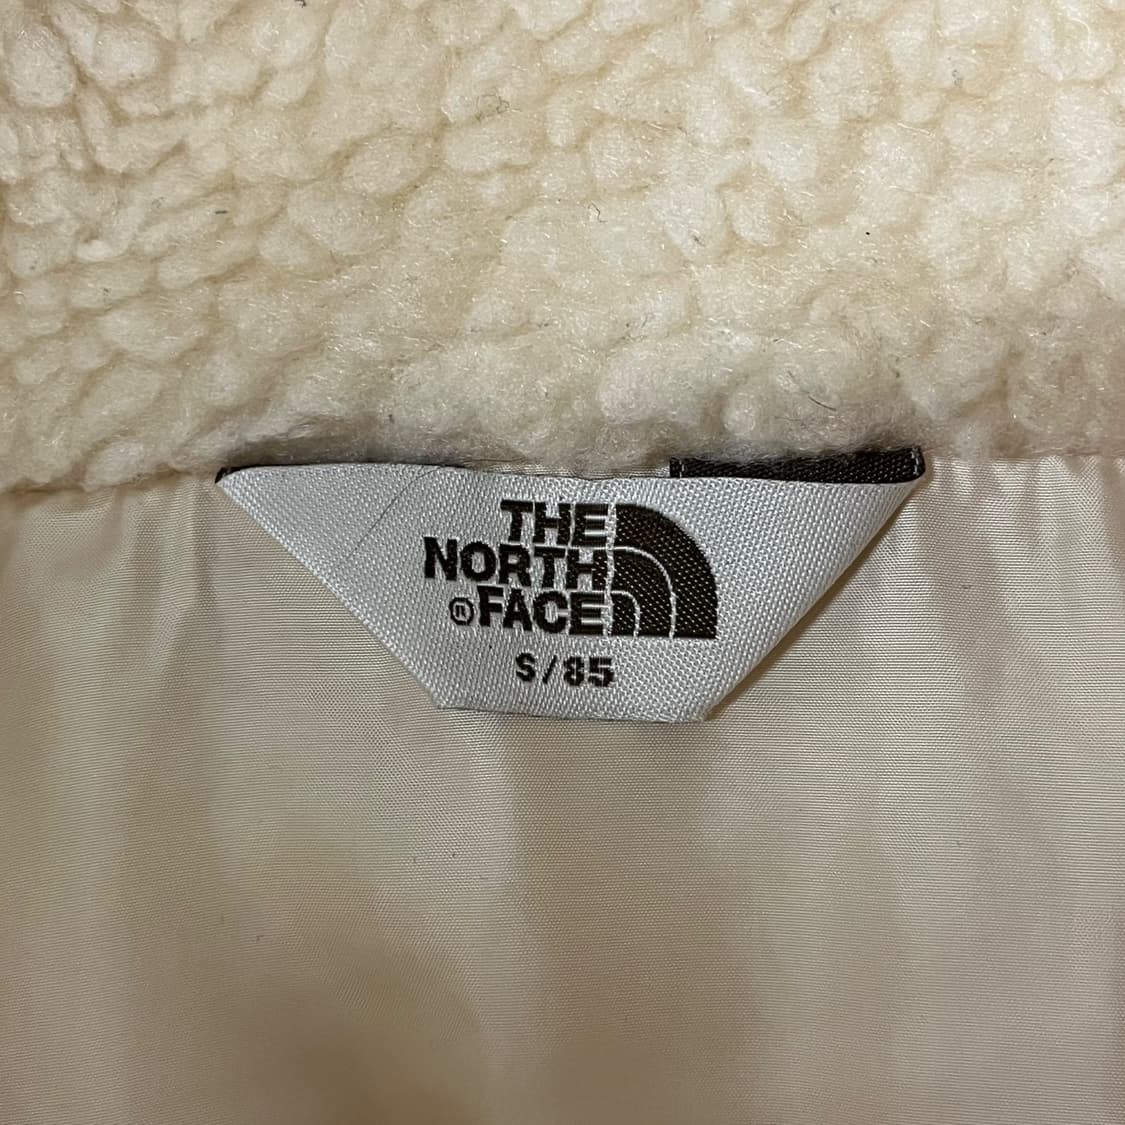 THE
NORTH
® FACE
S/85